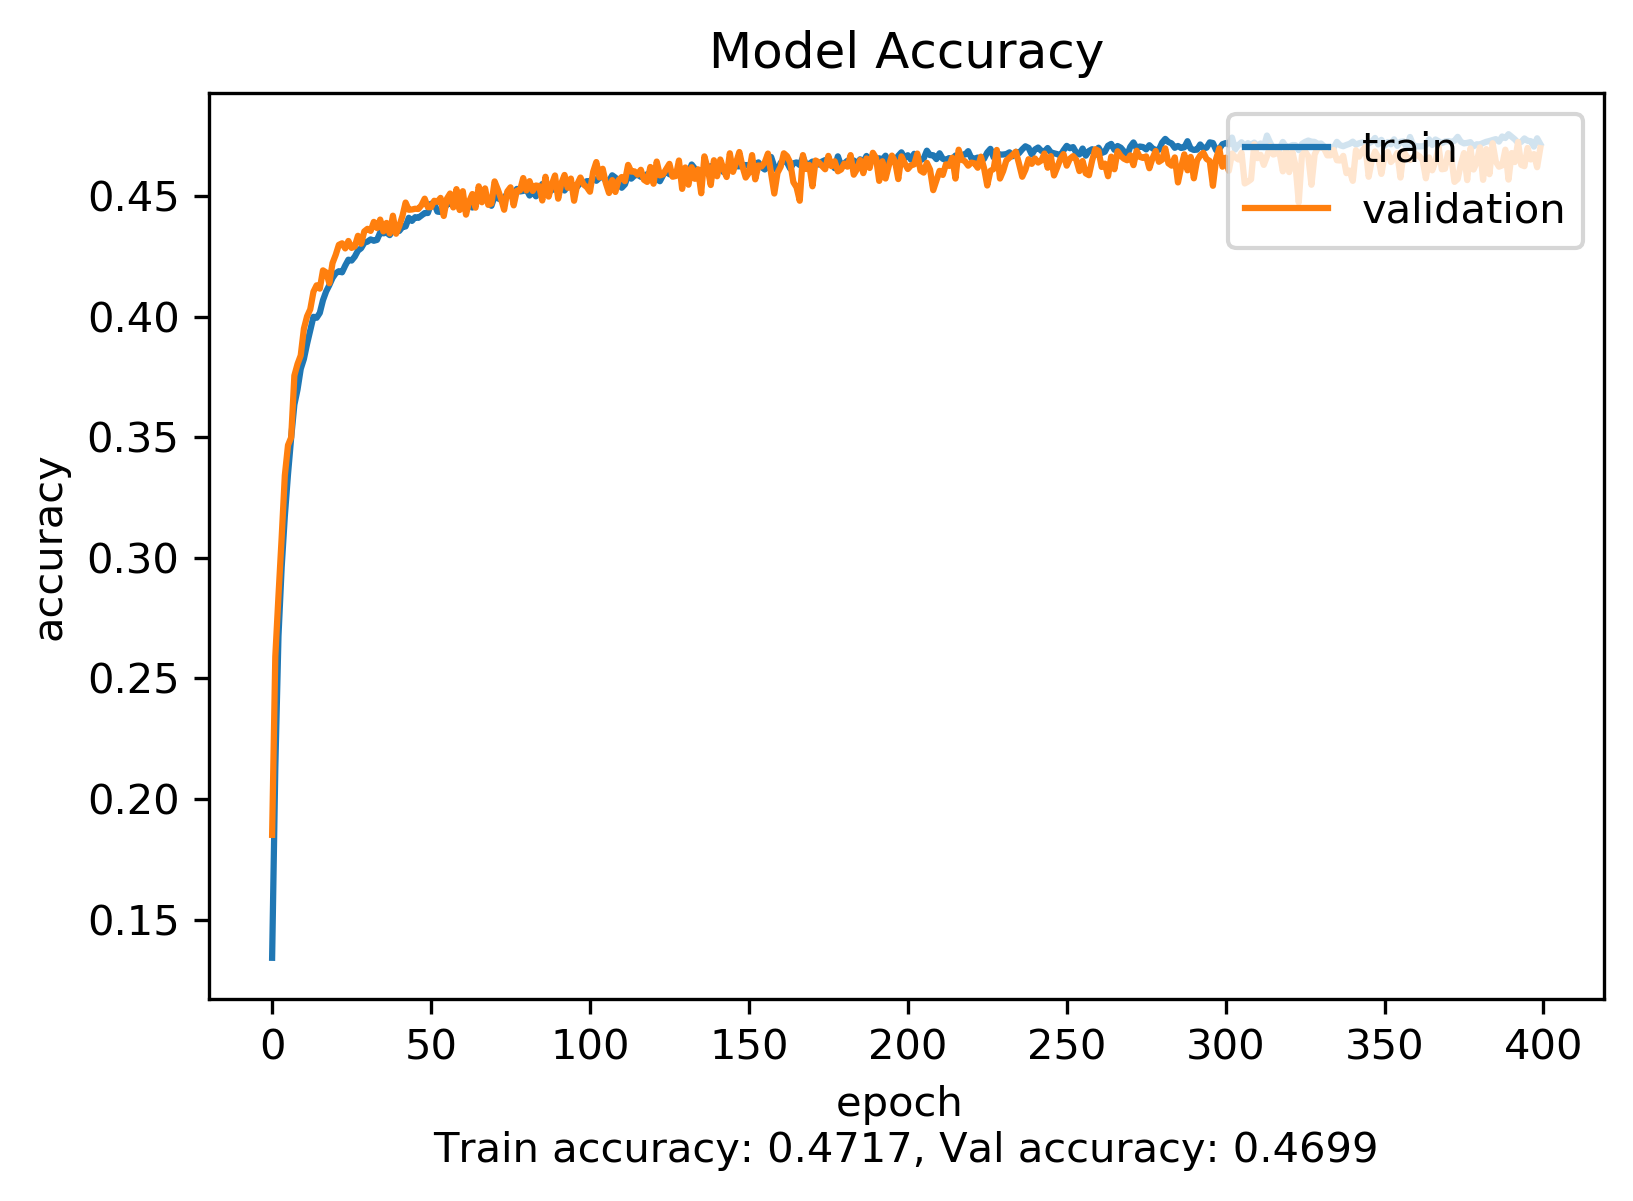 Model Accuracy
train
validation
0.45
0.40
0.35
0.30
0.25
0.20
0.15
accuracy
0 50 100 150 200 250 300 350 400
epoch
Train accuracy: 0.4717, Val accuracy: 0.4699